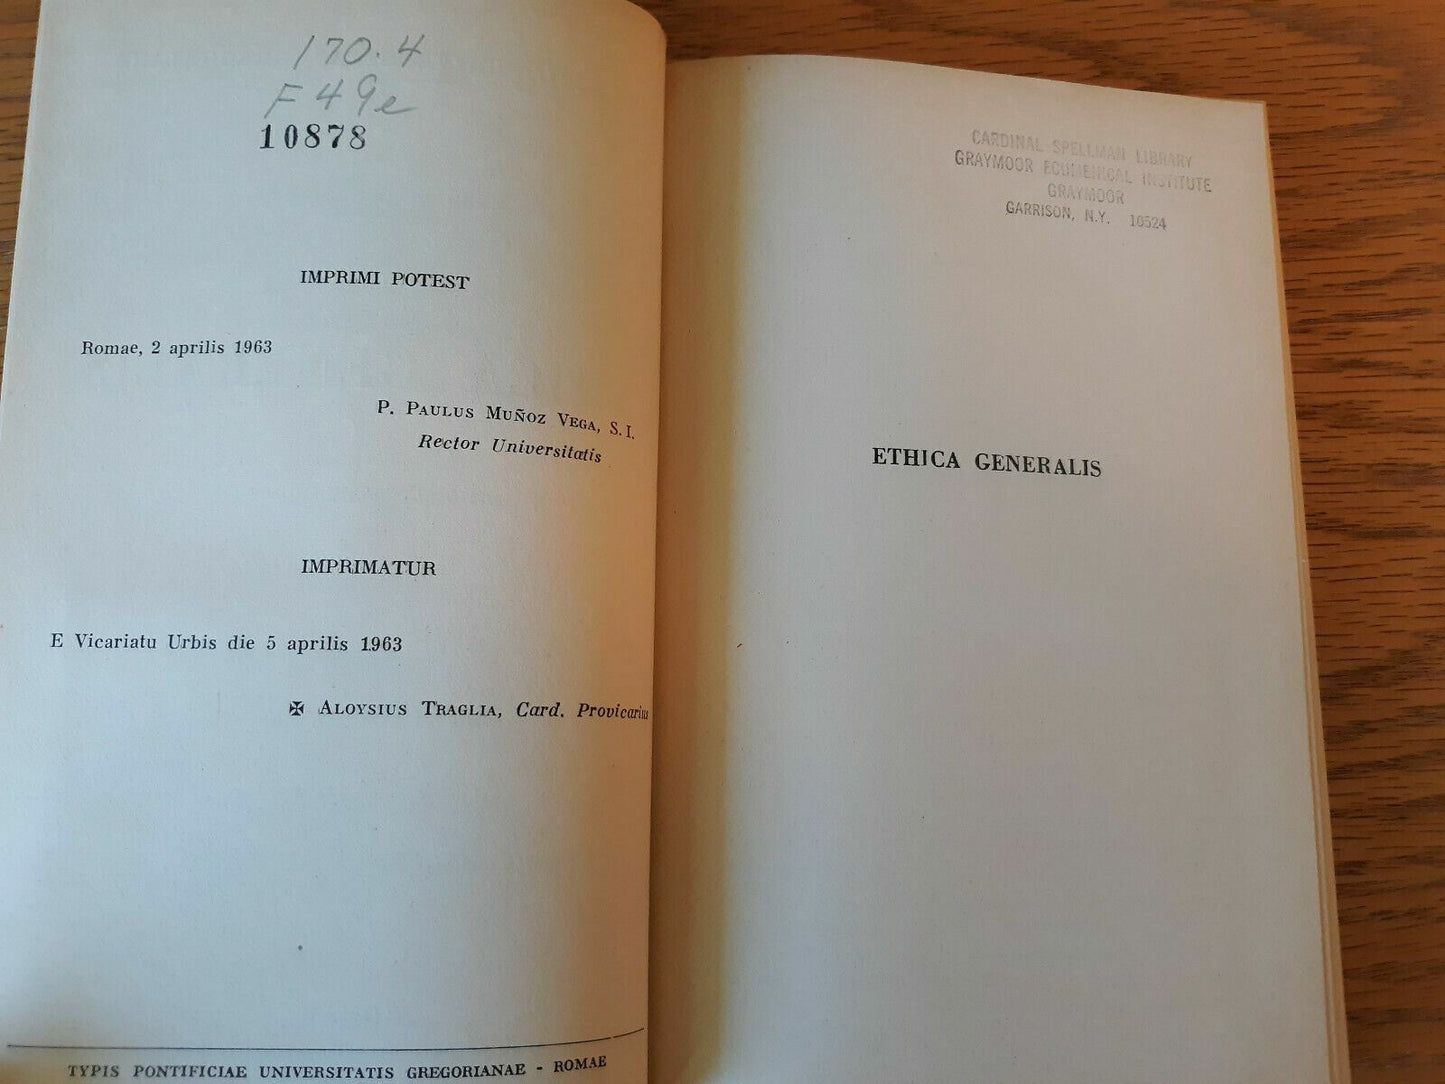 170.4
F49e
10878
IMPRIMI POTEST
Romae, 2 aprilis 1963
P. PAULUS MUÑOZ VEGA, S. I.
Rector Universitatis
IMPRIMATUR
E Vicariatu Urbis die 5 aprilis 1963
✠ ALOYSIUS TRAGLIA, Card. Provicarius
TYPIS PONTIFICIAE UNIVERSITATIS GREGORIANAE - ROMAE
CARDINAL SPELLMAN LIBRARY
GRAYMOOR ECUMENICAL INSTITUTE
GRAYMOOR
GARRISON, N.Y. 10524
ETHICA GENERALIS